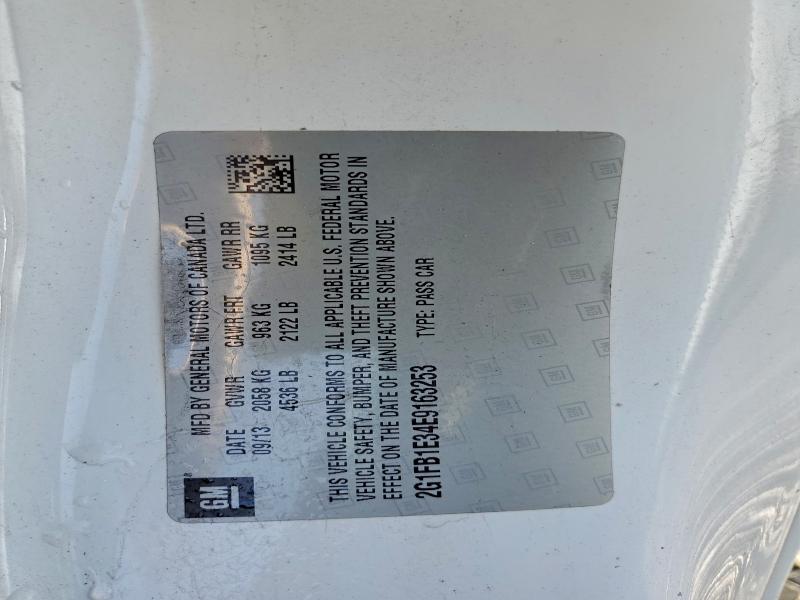 GM
MFD BY GENERAL MOTORS OF CANADA LTD.
DATE GVWR GAWR FRT GAWR RR
09/13 2058 KG 963 KG 1095 KG
4536 LB 2122 LB 2414 LB
THIS VEHICLE CONFORMS TO ALL APPLICABLE U.S. FEDERAL MOTOR
VEHICLE SAFETY, BUMPER, AND THEFT PREVENTION STANDARDS IN
EFFECT ON THE DATE OF MANUFACTURE SHOWN ABOVE.
2G1FB1E34E9163253 TYPE: PASS CAR